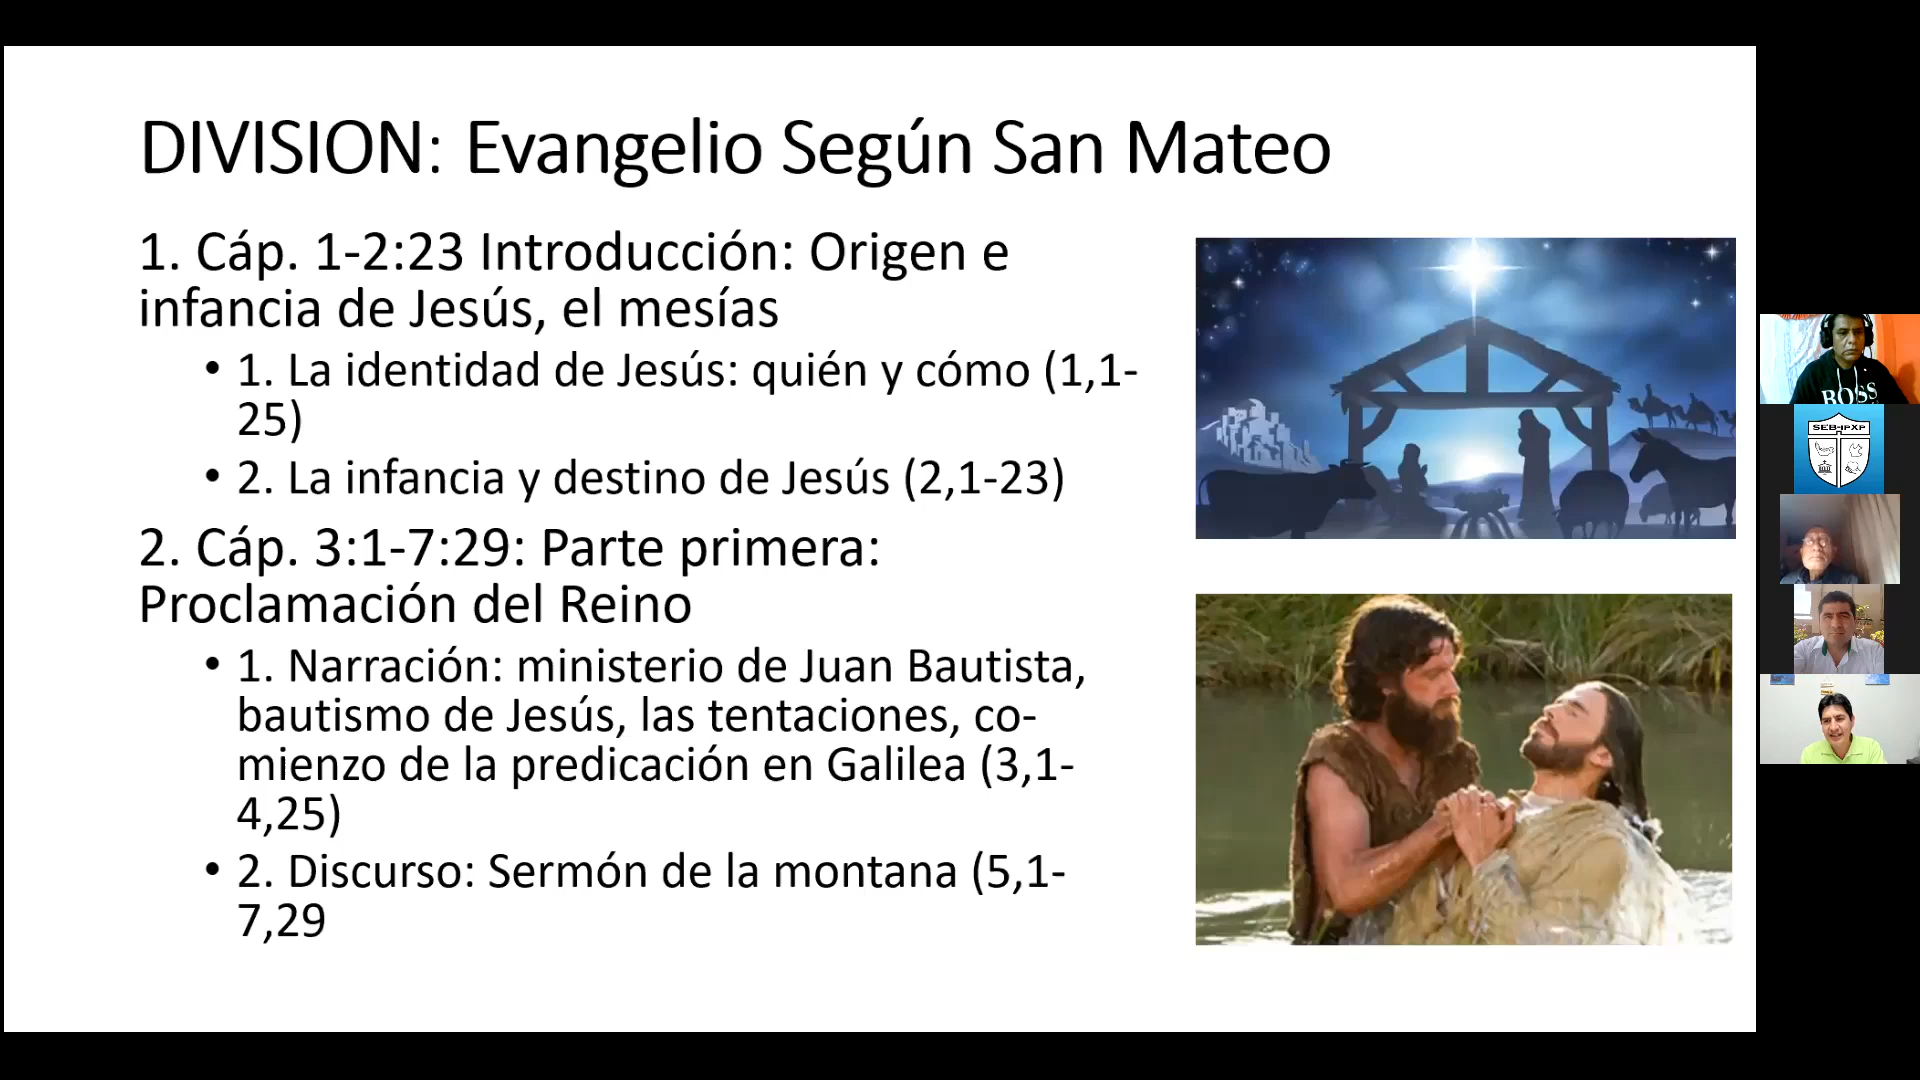 DIVISION: Evangelio Según San Mateo
1. Cáp. 1-2:23 Introducción: Origen e
infancia de Jesús, el mesías
• 1. La identidad de Jesús: quién y cómo (1,1-
25)
• 2. La infancia y destino de Jesús (2,1-23)
2. Cáp. 3:1-7:29: Parte primera:
Proclamación del Reino
• 1. Narración: ministerio de Juan Bautista,
bautismo de Jesús, las tentaciones, co-
mienzo de la predicación en Galilea (3,1-
4,25)
• 2. Discurso: Sermón de la montana (5,1-
7,29
BOSS
SEB-IPXP